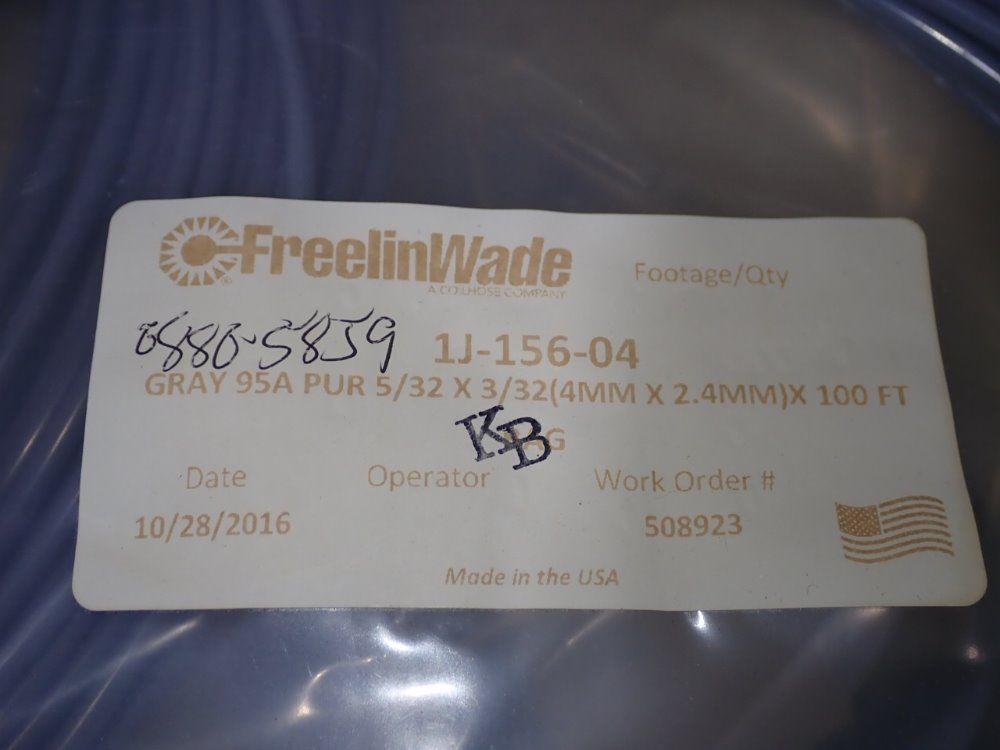 FreelinWade
A COILHOSE COMPANY
Footage/Qty
0880-5859
1J-156-04
GRAY 95A PUR 5/32 X 3/32(4MM X 2.4MM)X 100 FT
KB
Date Operator Work Order #
10/28/2016 508923
Made in the USA